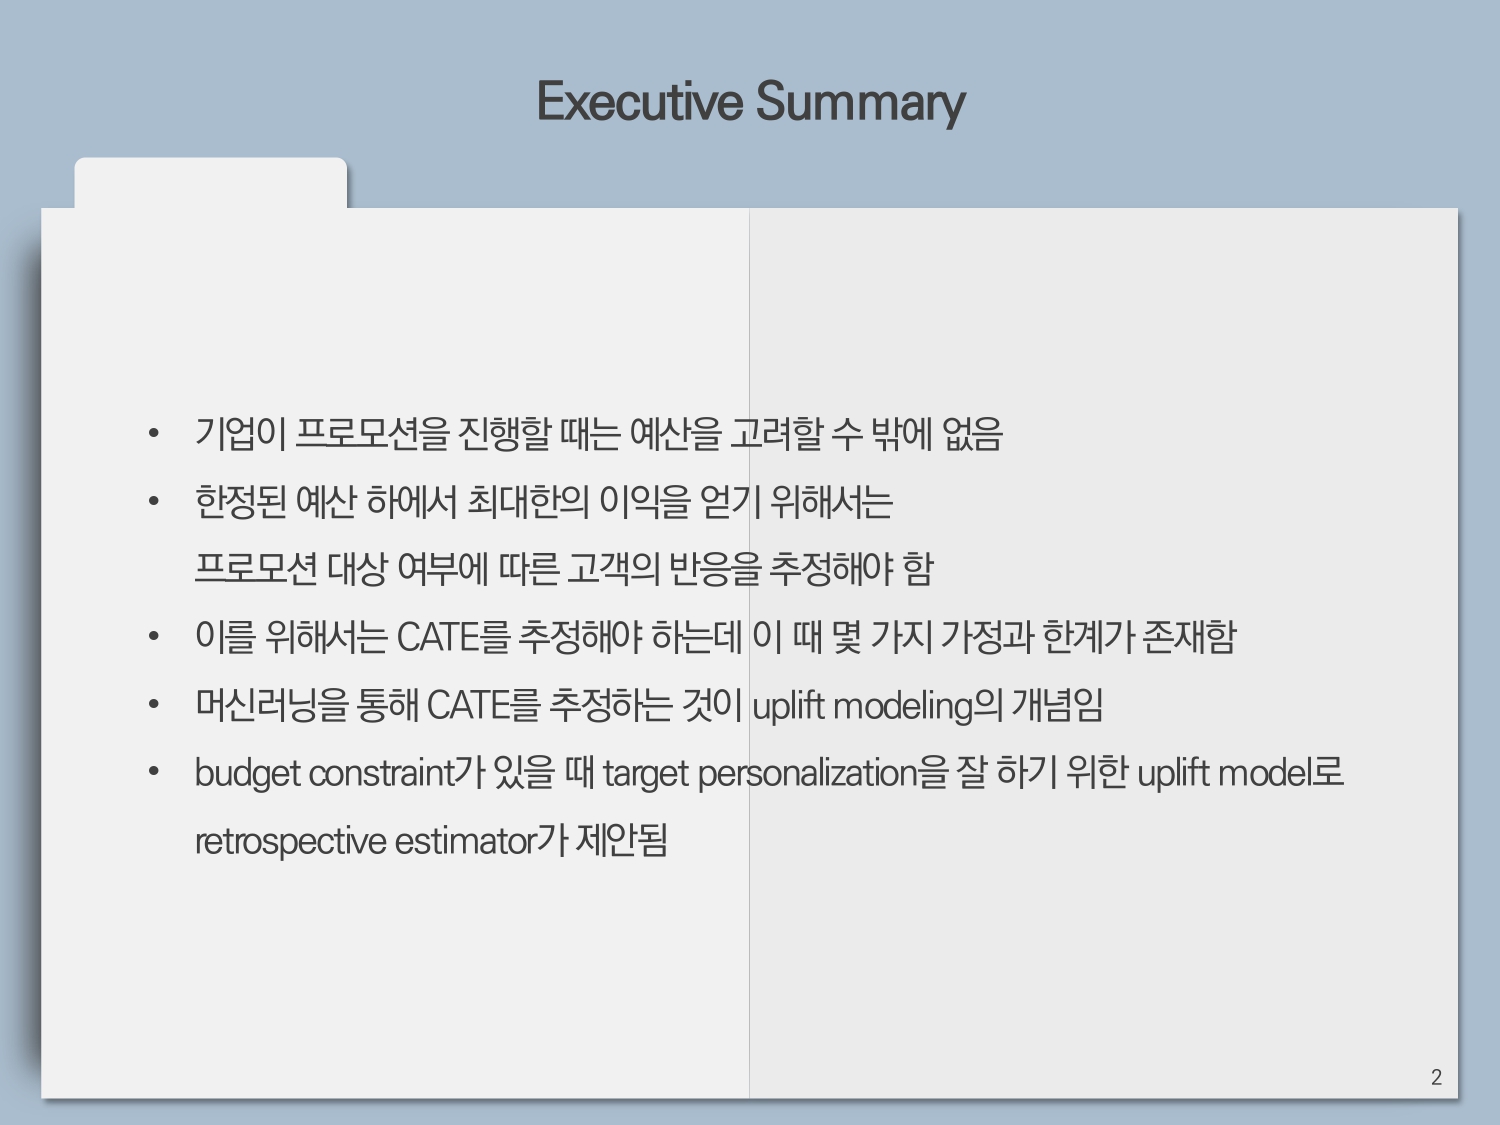 Executive Summary
• 기업이 프로모션을 진행할 때는 예산을 고려할 수 밖에 없음
• 한정된 예산 하에서 최대한의 이익을 얻기 위해서는
프로모션 대상 여부에 따른 고객의 반응을 추정해야 함
• 이를 위해서는 CATE를 추정해야 하는데 이 때 몇 가지 가정과 한계가 존재함
• 머신러닝을 통해 CATE를 추정하는 것이 uplift modeling의 개념임
• budget constraint가 있을 때 target personalization을 잘 하기 위한 uplift model로
retrospective estimator가 제안됨
2